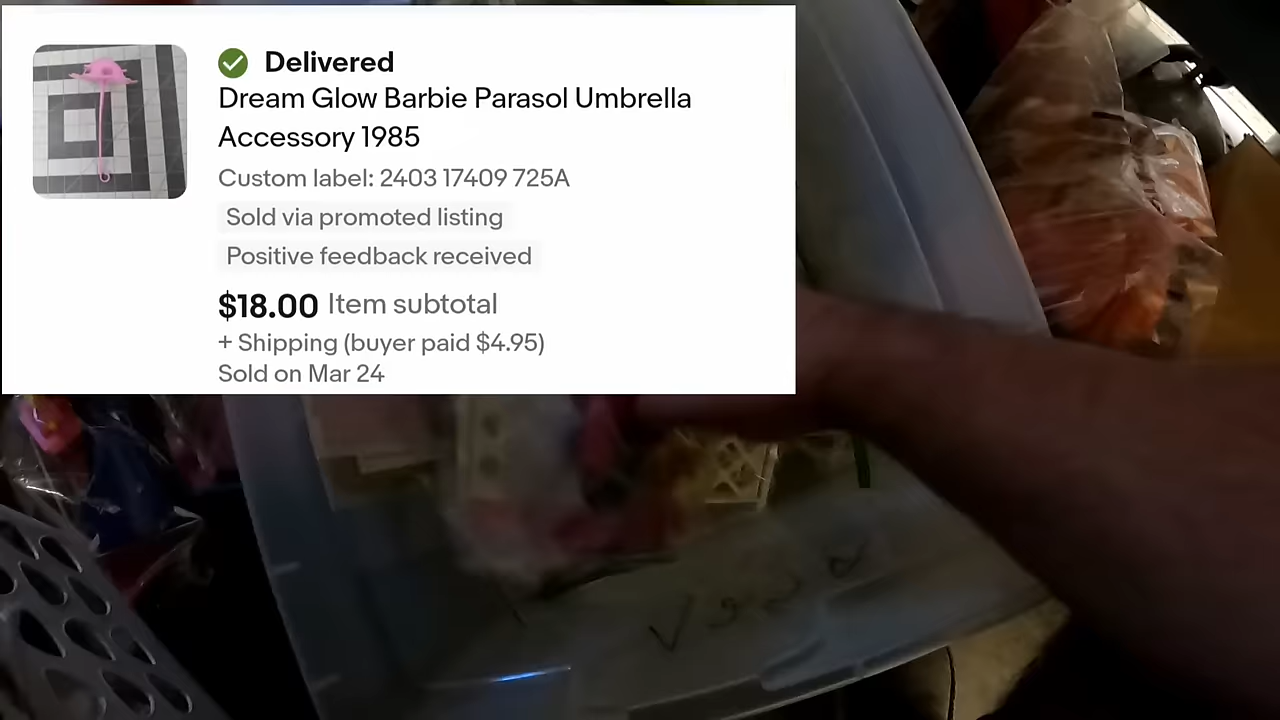 Delivered
Dream Glow Barbie Parasol Umbrella
Accessory 1985
Custom label: 2403 17409 725A
Sold via promoted listing
Positive feedback received
$18.00 Item subtotal
+ Shipping (buyer paid $4.95)
Sold on Mar 24